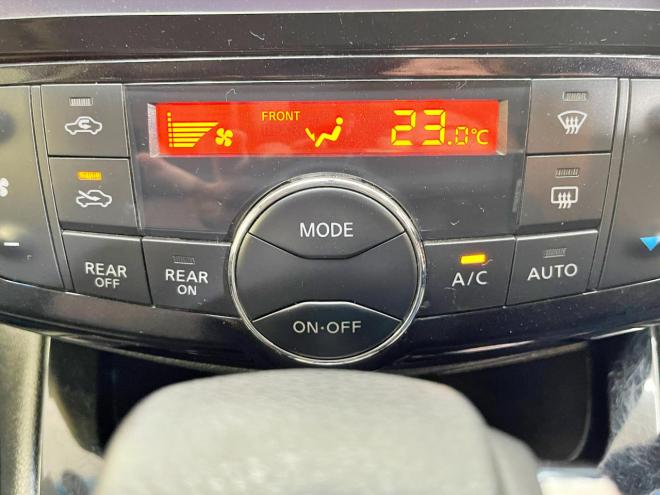 FRONT
23.0°C
MODE
REAR
OFF
REAR
ON
A/C
AUTO
ON·OFF